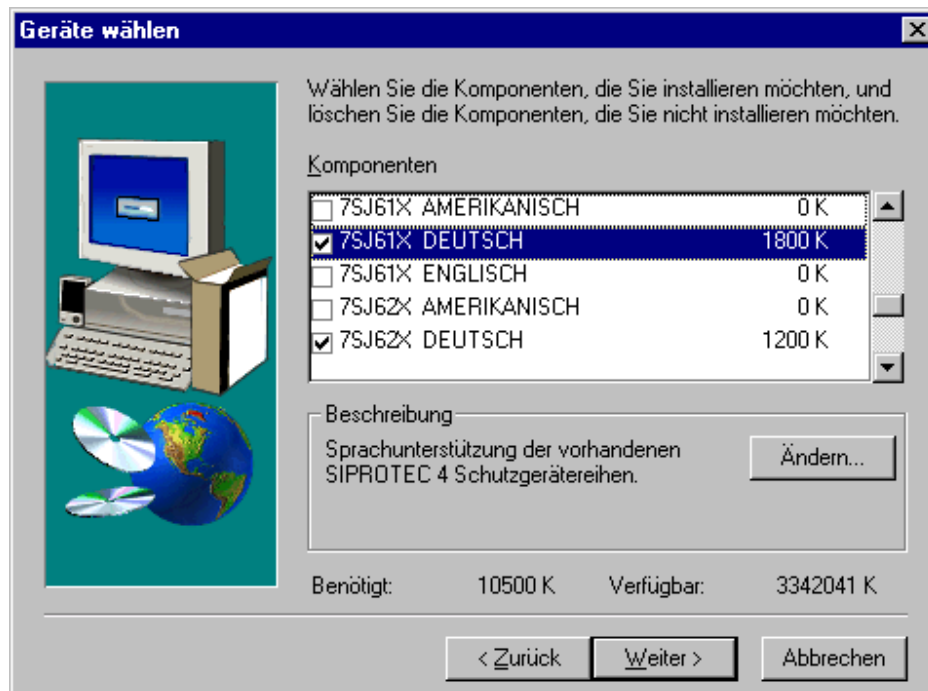 Geräte wählen
Wählen Sie die Komponenten, die Sie installieren möchten, und
löschen Sie die Komponenten, die Sie nicht installieren möchten.
Komponenten
7SJ61X AMERIKANISCH 0 K
7SJ61X DEUTSCH 1800 K
7SJ61X ENGLISCH 0 K
7SJ62X AMERIKANISCH 0 K
7SJ62X DEUTSCH 1200 K
Beschreibung
Sprachunterstützung der vorhandenen
SIPROTEC 4 Schutzgerätereihen.
Ändern...
Benötigt: 10500 K Verfügbar: 3342041 K
< Zurück Weiter > Abbrechen